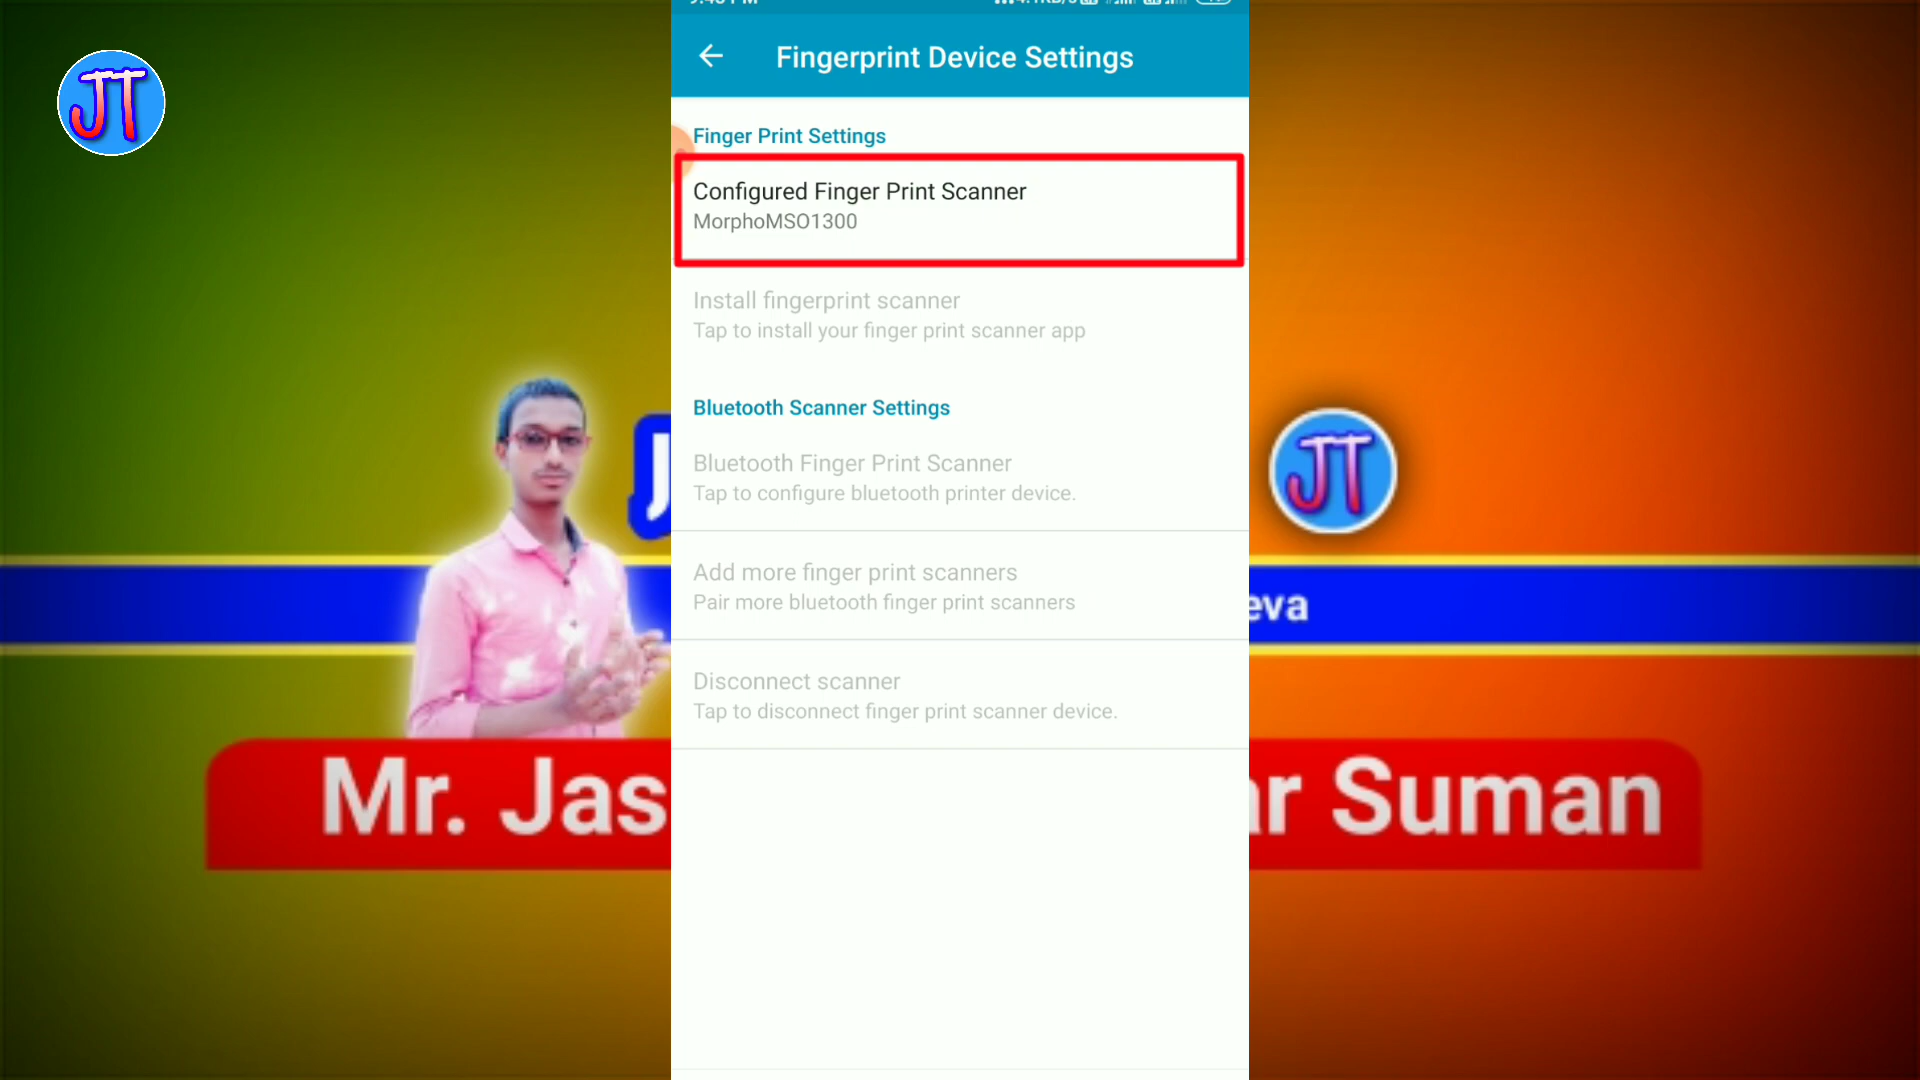 JT
Fingerprint Device Settings
Finger Print Settings
Configured Finger Print Scanner
MorphoMSO1300
Install fingerprint scanner
Tap to install your finger print scanner app
Bluetooth Scanner Settings
Bluetooth Finger Print Scanner
Tap to configure bluetooth printer device.
JT
Add more finger print scanners
Pair more bluetooth finger print scanners
eva
Disconnect scanner
Tap to disconnect finger print scanner device.
Mr. Jas
ar Suman